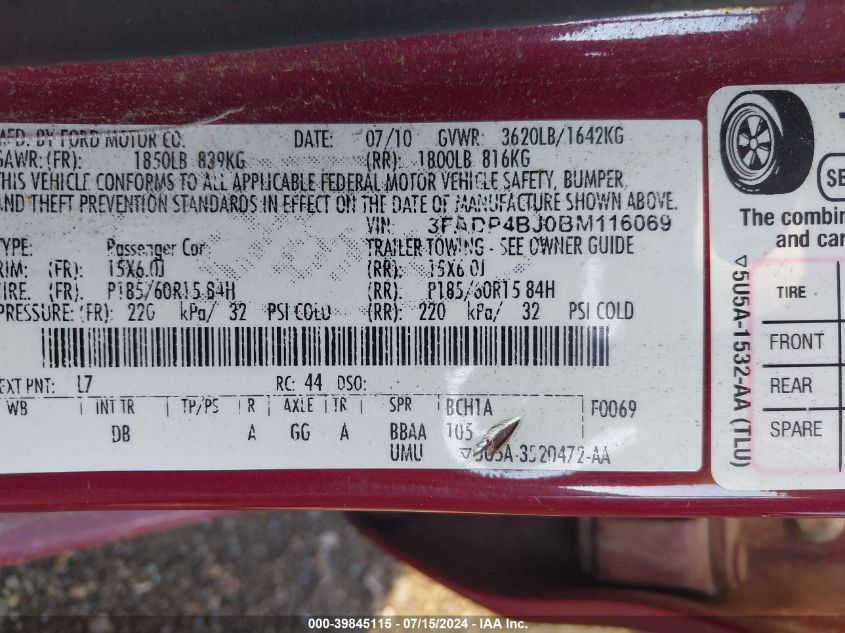 MFD. BY FORD MOTOR CO. DATE: 07/10 GVWR: 3620LB/1642KG
GAWR: (FR): 1850LB 839KG (RR): 1800LB 816KG
THIS VEHICLE CONFORMS TO ALL APPLICABLE FEDERAL MOTOR VEHICLE SAFETY, BUMPER,
AND THEFT PREVENTION STANDARDS IN EFFECT ON THE DATE OF MANUFACTURE SHOWN ABOVE.
VIN: 3FADP4BJ0BM116069
TYPE: Passenger Car TRAILER TOWING - SEE OWNER GUIDE
RIM: (FR): 15X6.0J (RR): 15X6.0J
TIRE: (FR): P185/60R15 84H (RR): P185/60R15 84H
PRESSURE: (FR): 220 kPa/ 32 PSI COLD (RR): 220 kPa/ 32 PSI COLD
EXT PNT: L7 RC: 44 DSO:
WB INT TR TP/PS R AXLE TR SPR BCH1A F0069
DB A GG A BBAA 105
UMU ▽5U5A-3520472-AA
The combin
and car
▽5U5A-1532-AA (TLU)
TIRE
FRONT
REAR
SPARE
000-39845115 - 07/15/2024 - IAA Inc.